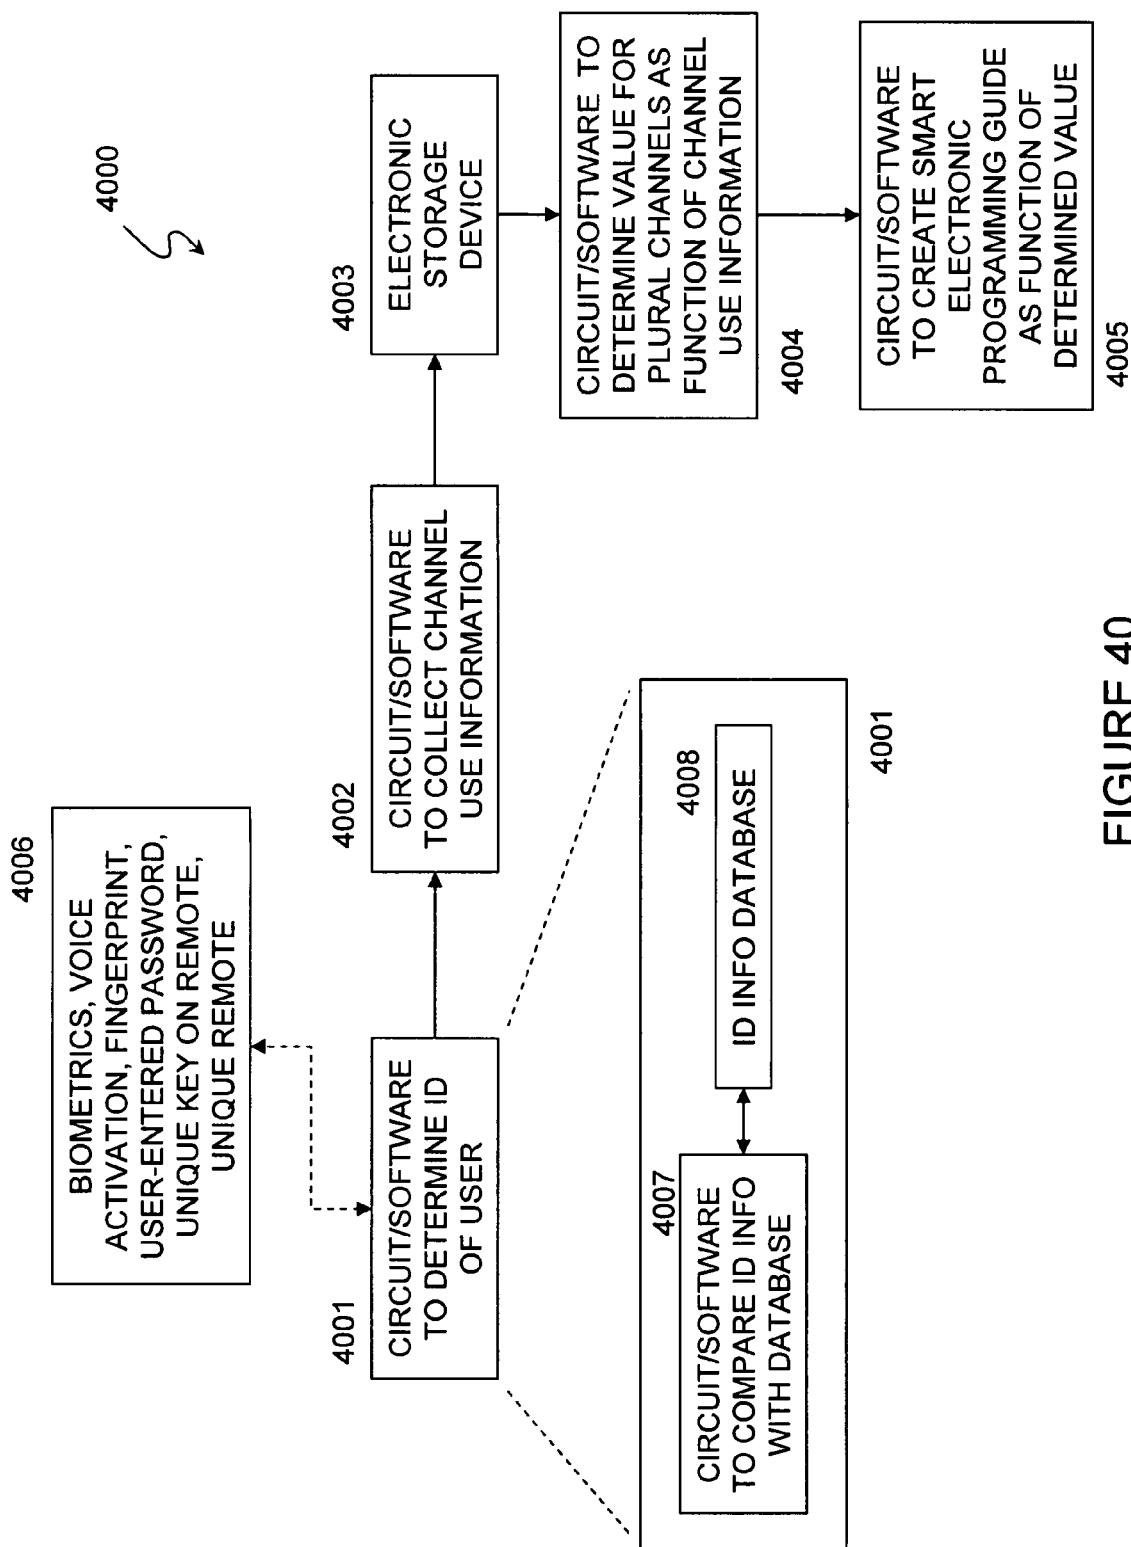 4000
4006
BIOMETRICS, VOICE
ACTIVATION, FINGERPRINT,
USER-ENTERED PASSWORD,
UNIQUE KEY ON REMOTE,
UNIQUE REMOTE
4001
CIRCUIT/SOFTWARE
TO DETERMINE ID
OF USER
4002
CIRCUIT/SOFTWARE
TO COLLECT CHANNEL
USE INFORMATION
4003
ELECTRONIC
STORAGE
DEVICE
CIRCUIT/SOFTWARE TO
DETERMINE VALUE FOR
PLURAL CHANNELS AS
FUNCTION OF CHANNEL
USE INFORMATION
4004
CIRCUIT/SOFTWARE
TO CREATE SMART
ELECTRONIC
PROGRAMMING GUIDE
AS FUNCTION OF
DETERMINED VALUE
4005
4007
CIRCUIT/SOFTWARE
TO COMPARE ID INFO
WITH DATABASE
4008
ID INFO DATABASE
4001
FIGURE 40